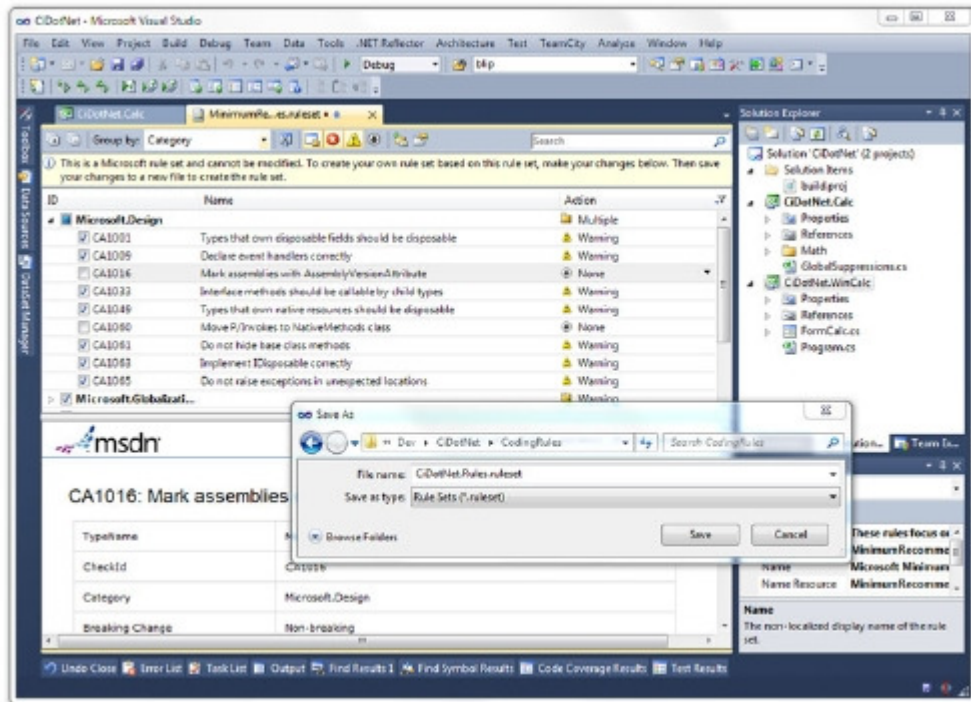 CiDotNet - Microsoft Visual Studio
File Edit View Project Build Debug Team Data Tools .NET Reflector Architecture Test TeamCity Analyze Window Help
Debug blip
CiDotNet.Calc MinimumRe...es.ruleset
Solution Explorer
Toolbox
Data Sources
DataSet Manager
Group by: Category Search
This is a Microsoft rule set and cannot be modified. To create your own rule set based on this rule set, make your changes below. Then save
your changes to a new file to create the rule set.
ID Name Action
Microsoft.Design Multiple
CA1001 Types that own disposable fields should be disposable Warning
CA1009 Declare event handlers correctly Warning
CA1016 Mark assemblies with AssemblyVersionAttribute None
CA1033 Interface methods should be callable by child types Warning
CA1049 Types that own native resources should be disposable Warning
CA1060 Move P/Invokes to NativeMethods class None
CA1061 Do not hide base class methods Warning
CA1063 Implement IDisposable correctly Warning
CA1065 Do not raise exceptions in unexpected locations Warning
Microsoft.Globalizati... Warning
Solution 'CiDotNet' (2 projects)
Solution Items
build.proj
CiDotNet.Calc
Properties
References
Math
GlobalSuppressions.cs
CiDotNet.WinCalc
Properties
References
FormCalc.cs
Program.cs
Team Ex...
Save As
Dev CiDotNet CodingRules Search CodingRules
File name: CiDotNet.Rules.ruleset
Save as type: Rule Sets (*.ruleset)
Browse Folders Save Cancel
msdn
CA1016: Mark assemblies
TypeName
CheckId CA1016
Category Microsoft.Design
Breaking Change Non-breaking
These rules focus on
MinimumRecomme
Name Microsoft Minimum
Name Resource MinimumRecomme
Name
The non-localized display name of the rule
set.
Undo Close Error List Task List Output Find Results 1 Find Symbol Results Code Coverage Results Test Results